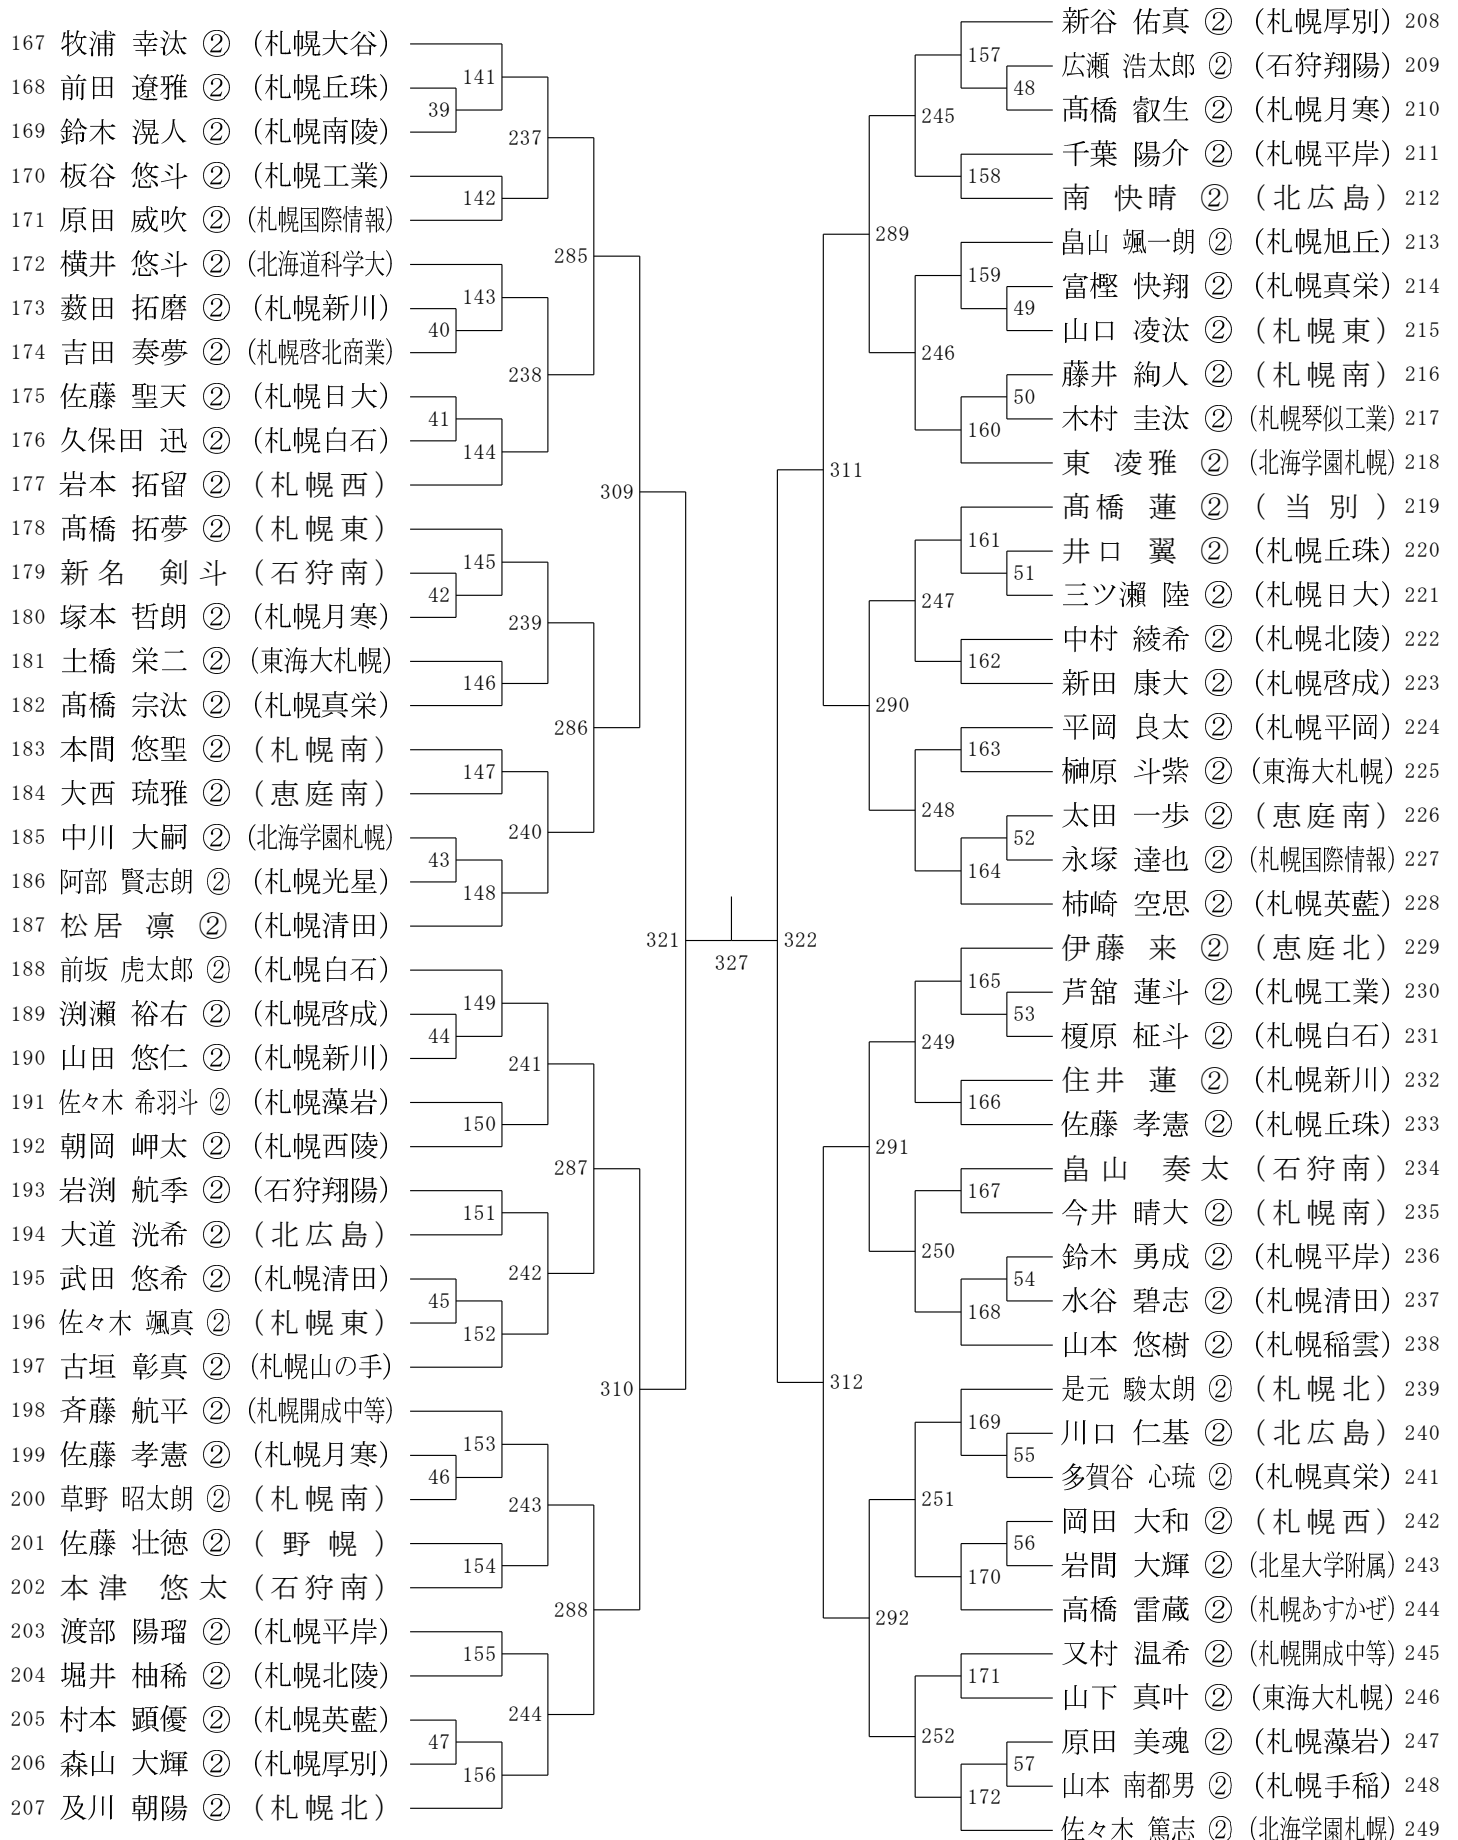 167 牧浦 幸汰 ② (札幌大谷)
168 前田 遼雅 ② (札幌丘珠)
169 鈴木 滉人 ② (札幌南陵)
170 板谷 悠斗 ② (札幌工業)
171 原田 威吹 ② (札幌国際情報)
172 横井 悠斗 ② (北海道科学大)
173 薮田 拓磨 ② (札幌新川)
174 吉田 奏夢 ② (札幌啓北商業)
175 佐藤 聖天 ② (札幌日大)
176 久保田 迅 ② (札幌白石)
177 岩本 拓留 ② (札幌西)
178 髙橋 拓夢 ② (札幌東)
179 新名 剣斗 (石狩南)
180 塚本 哲朗 ② (札幌月寒)
181 土橋 栄二 ② (東海大札幌)
182 髙橋 宗汰 ② (札幌真栄)
183 本間 悠聖 ② (札幌南)
184 大西 琉雅 ② (恵庭南)
185 中川 大嗣 ② (北海学園札幌)
186 阿部 賢志朗 ② (札幌光星)
187 松居 凛 ② (札幌清田)
188 前坂 虎太郎 ② (札幌白石)
189 渕瀬 裕右 ② (札幌啓成)
190 山田 悠仁 ② (札幌新川)
191 佐々木 希羽斗 ② (札幌藻岩)
192 朝岡 岬太 ② (札幌西陵)
193 岩渕 航季 ② (石狩翔陽)
194 大道 洸希 ② (北広島)
195 武田 悠希 ② (札幌清田)
196 佐々木 颯真 ② (札幌東)
197 古垣 彰真 ② (札幌山の手)
198 斉藤 航平 ② (札幌開成中等)
199 佐藤 孝憲 ② (札幌月寒)
200 草野 昭太朗 ② (札幌南)
201 佐藤 壮徳 ② (野幌)
202 本津 悠太 (石狩南)
203 渡部 陽瑠 ② (札幌平岸)
204 堀井 柚稀 ② (札幌北陵)
205 村本 顕優 ② (札幌英藍)
206 森山 大輝 ② (札幌厚別)
207 及川 朝陽 ② (札幌北)
39
40
41
42
43
44
45
46
47
141
142
143
144
145
146
147
148
149
150
151
152
153
154
155
156
237
238
239
240
241
242
243
244
285
286
287
288
309
310
321
327
322
311
312
289
290
291
292
245
246
247
248
249
250
251
252
157
158
159
160
161
162
163
164
165
166
167
168
169
170
171
172
48
49
50
51
52
53
54
55
56
57
新谷 佑真 ② (札幌厚別) 208
広瀬 浩太郎 ② (石狩翔陽) 209
髙橋 叡生 ② (札幌月寒) 210
千葉 陽介 ② (札幌平岸) 211
南 快晴 ② (北広島) 212
畠山 颯一朗 ② (札幌旭丘) 213
富樫 快翔 ② (札幌真栄) 214
山口 凌汰 ② (札幌東) 215
藤井 絢人 ② (札幌南) 216
木村 圭汰 ② (札幌琴似工業) 217
東 凌雅 ② (北海学園札幌) 218
髙橋 蓮 ② (当別) 219
井口 翼 ② (札幌丘珠) 220
三ツ瀬 陸 ② (札幌日大) 221
中村 綾希 ② (札幌北陵) 222
新田 康大 ② (札幌啓成) 223
平岡 良太 ② (札幌平岡) 224
榊原 斗紫 ② (東海大札幌) 225
太田 一歩 ② (恵庭南) 226
永塚 達也 ② (札幌国際情報) 227
柿崎 空思 ② (札幌英藍) 228
伊藤 来 ② (恵庭北) 229
芦舘 蓮斗 ② (札幌工業) 230
榎原 柾斗 ② (札幌白石) 231
住井 蓮 ② (札幌新川) 232
佐藤 孝憲 ② (札幌丘珠) 233
畠山 奏太 (石狩南) 234
今井 晴大 ② (札幌南) 235
鈴木 勇成 ② (札幌平岸) 236
水谷 碧志 ② (札幌清田) 237
山本 悠樹 ② (札幌稲雲) 238
是元 駿太朗 ② (札幌北) 239
川口 仁基 ② (北広島) 240
多賀谷 心琉 ② (札幌真栄) 241
岡田 大和 ② (札幌西) 242
岩間 大輝 ② (北星大学附属) 243
高橋 雷蔵 ② (札幌あすかぜ) 244
又村 温希 ② (札幌開成中等) 245
山下 真叶 ② (東海大札幌) 246
原田 美魂 ② (札幌藻岩) 247
山本 南都男 ② (札幌手稲) 248
佐々木 篤志 ② (北海学園札幌) 249